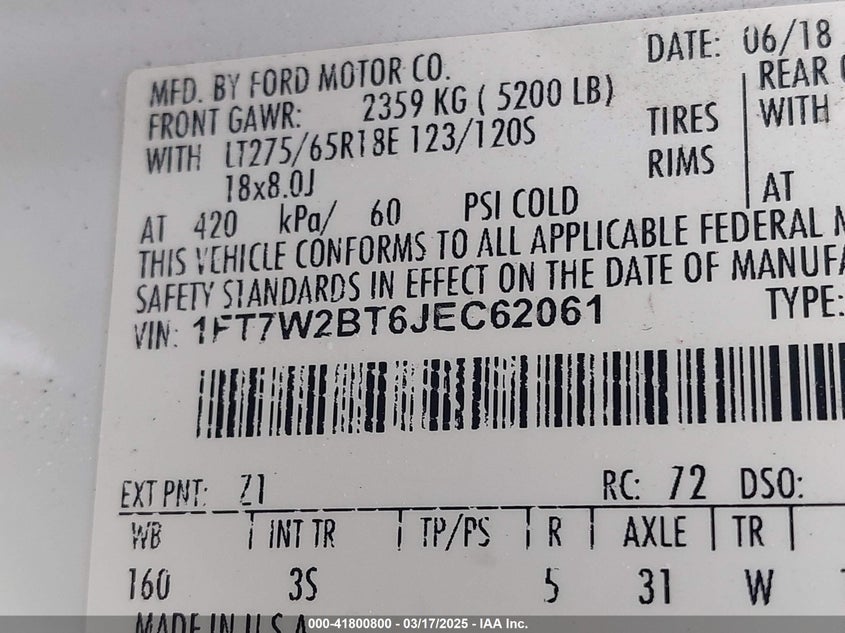 MFD. BY FORD MOTOR CO.
DATE: 06/18
FRONT GAWR: 2359 KG ( 5200 LB)
REAR
WITH LT275/65R18E 123/120S TIRES
WITH
18x8.0J RIMS
AT 420 kPa/ 60 PSI COLD
AT
THIS VEHICLE CONFORMS TO ALL APPLICABLE FEDERAL
SAFETY STANDARDS IN EFFECT ON THE DATE OF
VIN: 1FT7W2BT6JEC62061
TYPE:
EXT PNT: Z1 RC: 72 DSO:
WB INT TR TP/PS R AXLE TR
160 3S 5 31 W
MADE IN U.S.A
000-41800800 - 03/17/2025 - IAA Inc.